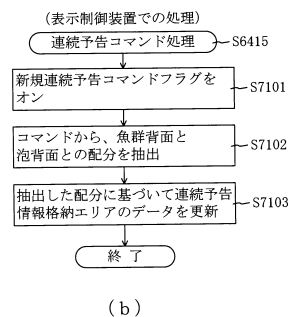 (表示制御装置での処理)
連続予告コマンド処理
S6415
新規連続予告コマンドフラグを
オン
S7101
コマンドから、魚群背面と
泡背面との配分を抽出
S7102
抽出した配分に基づいて連続予告
情報格納エリアのデータを更新
S7103
終了
(b)